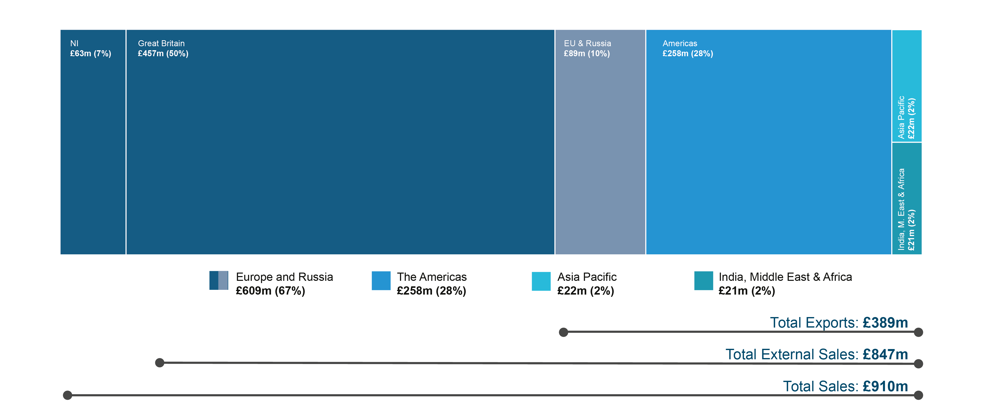 NI
£63m (7%)
Great Britain
£457m (50%)
EU & Russia
£89m (10%)
Americas
£258m (28%)
Asia Pacific
£22m (2%)
India, M. East & Africa
£21m (2%)
Europe and Russia
£609m (67%)
The Americas
£258m (28%)
Asia Pacific
£22m (2%)
India, Middle East & Africa
£21m (2%)
Total Exports: £389m
Total External Sales: £847m
Total Sales: £910m